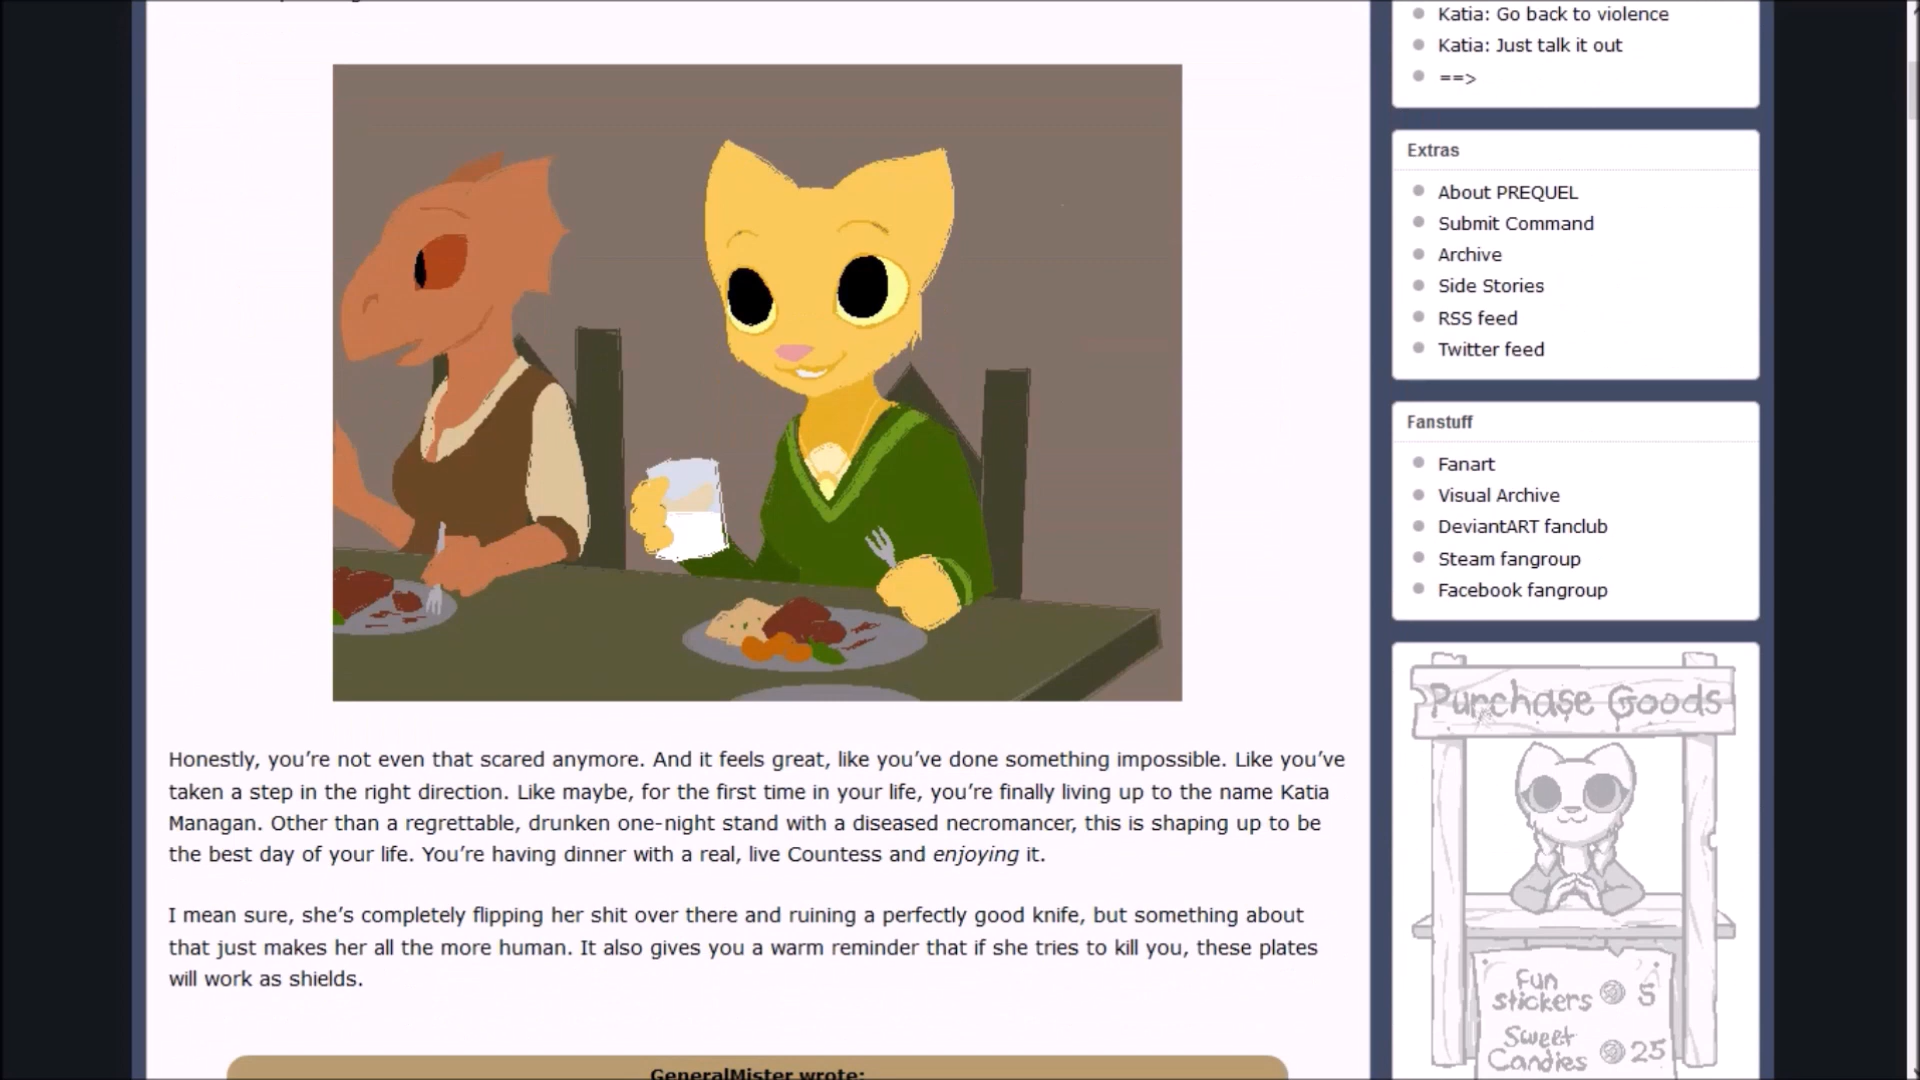 Honestly, you’re not even that scared anymore. And it feels great, like you’ve done something impossible. Like you’ve
taken a step in the right direction. Like maybe, for the first time in your life, you’re finally living up to the name Katia
Managan. Other than a regrettable, drunken one-night stand with a diseased necromancer, this is shaping up to be
the best day of your life. You’re having dinner with a real, live Countess and enjoying it.
I mean sure, she’s completely flipping her shit over there and ruining a perfectly good knife, but something about
that just makes her all the more human. It also gives you a warm reminder that if she tries to kill you, these plates
will work as shields.
GeneralMister wrote:
Katia: Go back to violence
Katia: Just talk it out
==>
Extras
About PREQUEL
Submit Command
Archive
Side Stories
RSS feed
Twitter feed
Fanstuff
Fanart
Visual Archive
DeviantART fanclub
Steam fangroup
Facebook fangroup
Purchase Goods
Fun
stickers 5
Sweet
Candies 25